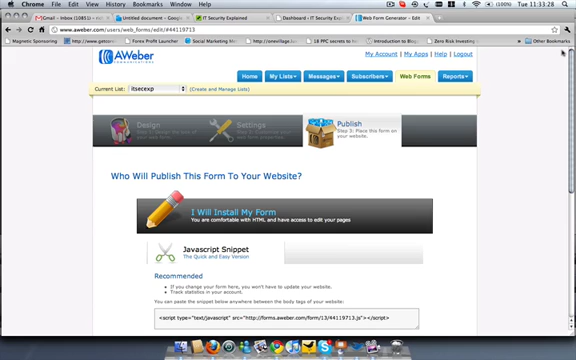 Chrome File Edit View History Bookmarks Window Help
(100%) 11:33:28
Gmail - Inbox (10851) - Untitled document - Google IT Security Explained Dashboard ‹ IT Security Exp Web Form Generator - Edit
www.aweber.com/users/web_forms/edit/#44119713
Magnetic Sponsoring Forex Profit Launcher Social Marketing 18 PPC secrets to Zero Risk Investing Other Bookmarks
AWeber
COMMUNICATIONS
My Account | My Apps | Help | Logout
Home My Lists Messages Subscribers Web Forms Reports
Current List: itsecexp (Create and Manage Lists)
Design
Settings
Publish
Step 3: Place this form on your website.
Who Will Publish This Form To Your Website?
I Will Install My Form
You are comfortable with HTML and have access to edit your pages
Javascript Snippet
The Quick and Easy Version
Recommended
If you change your form here, you won't have to update your website.
Track statistics in your account.
You can paste the snippet below anywhere between the body tags of your website:
<script type="text/javascript" src="http://forms.aweber.com/form/13/44119713.js"></script>